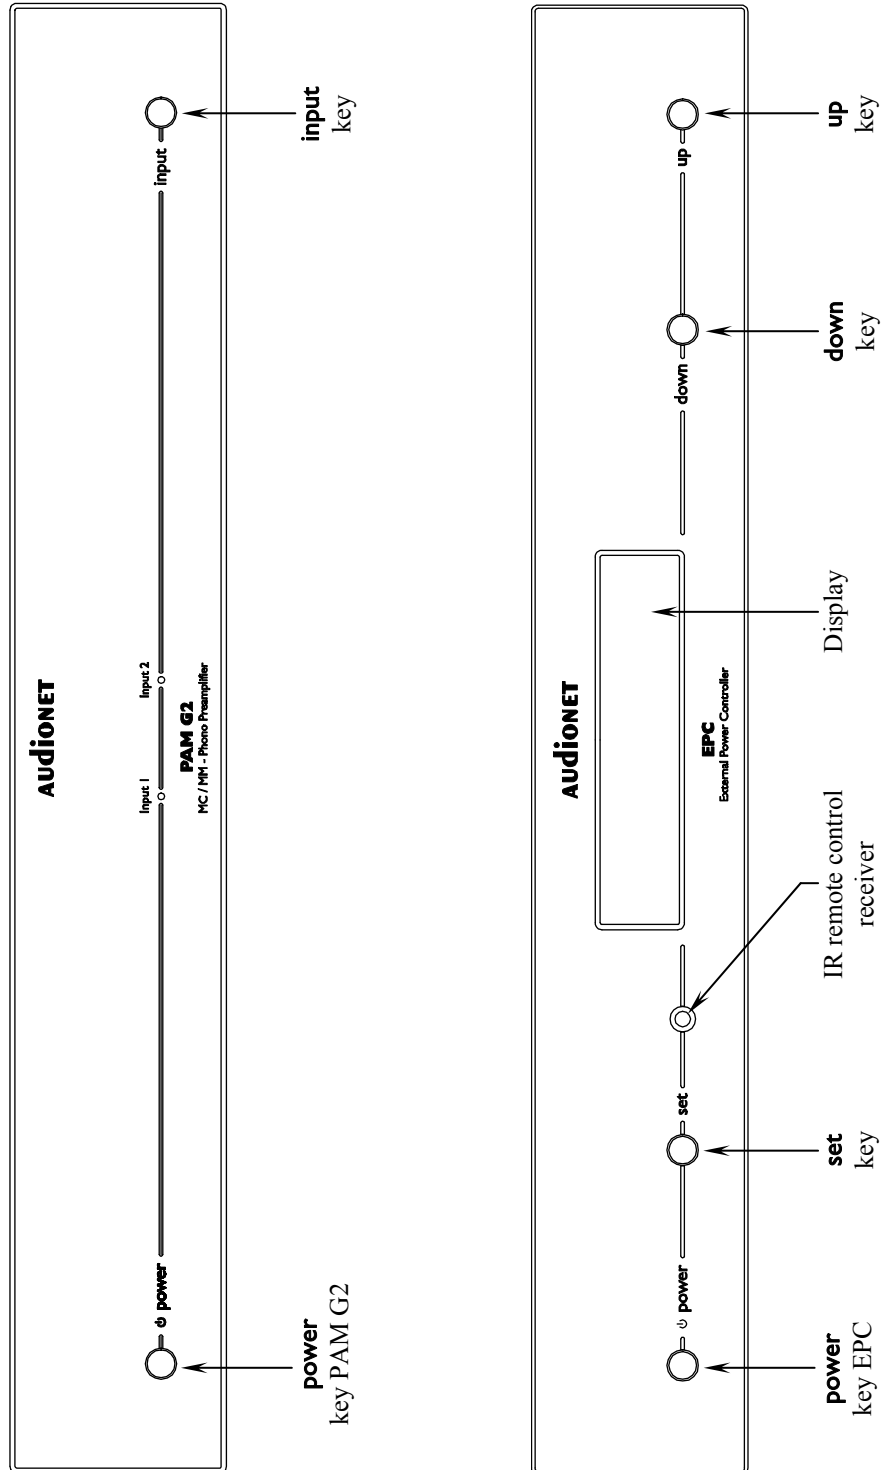 AUDIONET
Input 1
Input 2
power
input
PAM G2
MC / MM - Phono Preamplifier
power
key PAM G2
input
key
AUDIONET
power
set
down
up
EPC
External Power Controller
power
key EPC
set
key
IR remote control
receiver
Display
down
key
up
key